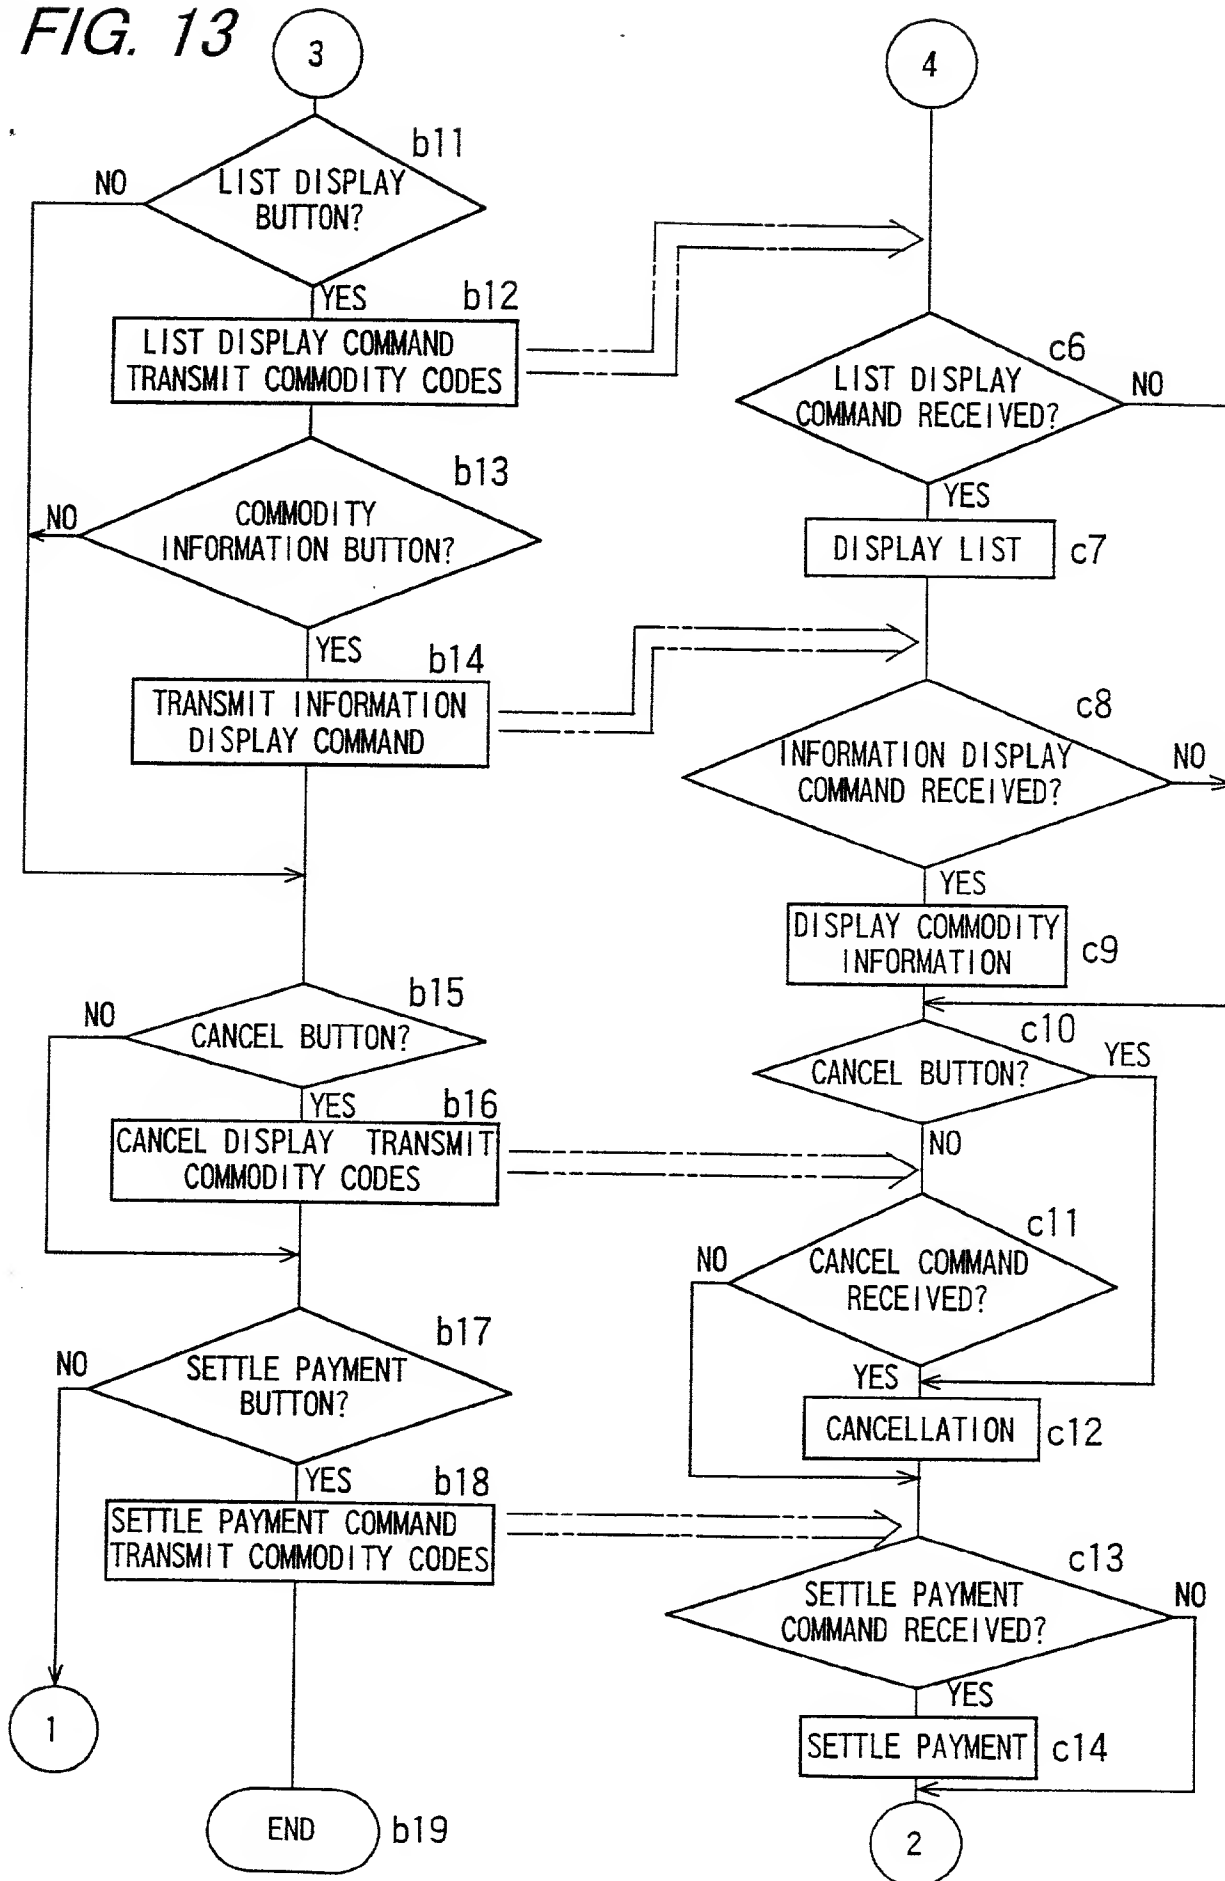 FIG. 13
3
b11
NO
LIST DISPLAY
BUTTON?
YES
b12
LIST DISPLAY COMMAND
TRANSMIT COMMODITY CODES
b13
NO
COMMODITY
INFORMATION BUTTON?
YES
b14
TRANSMIT INFORMATION
DISPLAY COMMAND
b15
NO
CANCEL BUTTON?
YES
b16
CANCEL DISPLAY TRANSMIT
COMMODITY CODES
b17
NO
SETTLE PAYMENT
BUTTON?
YES
b18
SETTLE PAYMENT COMMAND
TRANSMIT COMMODITY CODES
1
END
b19
4
c6
LIST DISPLAY
COMMAND RECEIVED?
NO
YES
DISPLAY LIST
c7
c8
INFORMATION DISPLAY
COMMAND RECEIVED?
NO
YES
DISPLAY COMMODITY
INFORMATION
c9
c10
CANCEL BUTTON?
YES
NO
c11
NO
CANCEL COMMAND
RECEIVED?
YES
CANCELLATION
c12
c13
SETTLE PAYMENT
COMMAND RECEIVED?
NO
YES
SETTLE PAYMENT
c14
2